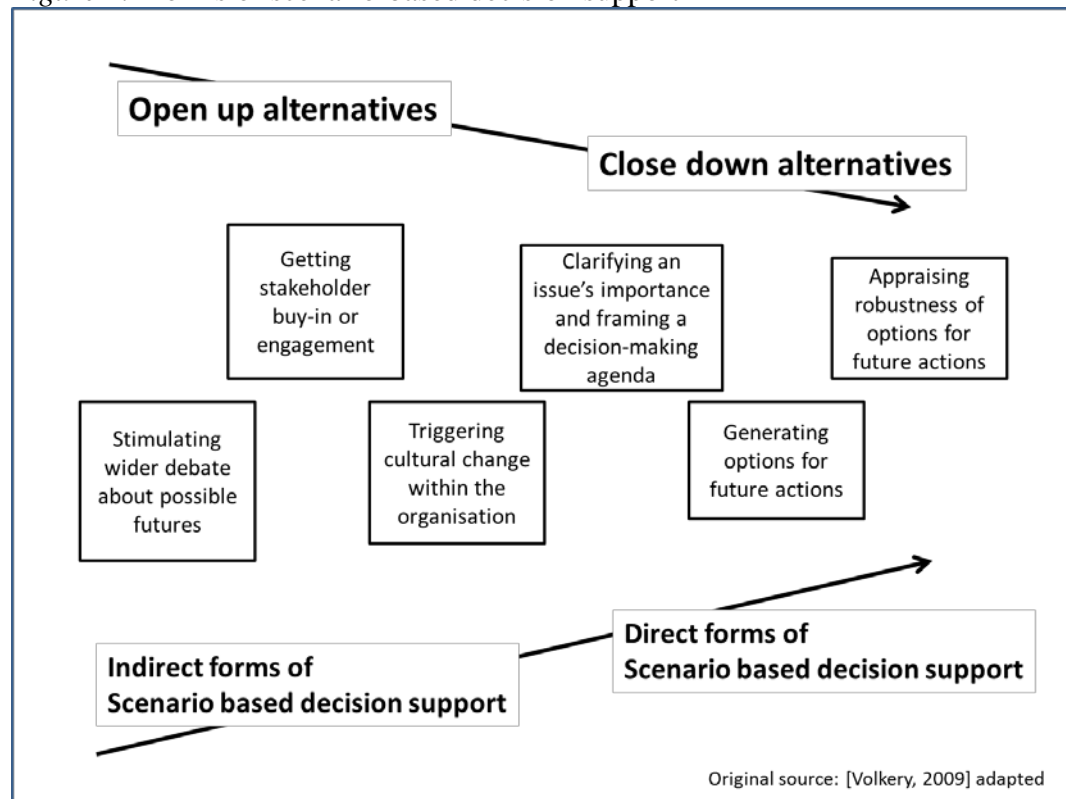 Open up alternatives
Close down alternatives
Getting
stakeholder
buy-in or
engagement
Clarifying an
issue's importance
and framing a
decision-making
agenda
Appraising
robustness of
options for
future actions
Stimulating
wider debate
about possible
futures
Triggering
cultural change
within the
organisation
Generating
options for
future actions
Direct forms of
Scenario based decision support
Indirect forms of
Scenario based decision support
Original source: [Volkery, 2009] adapted